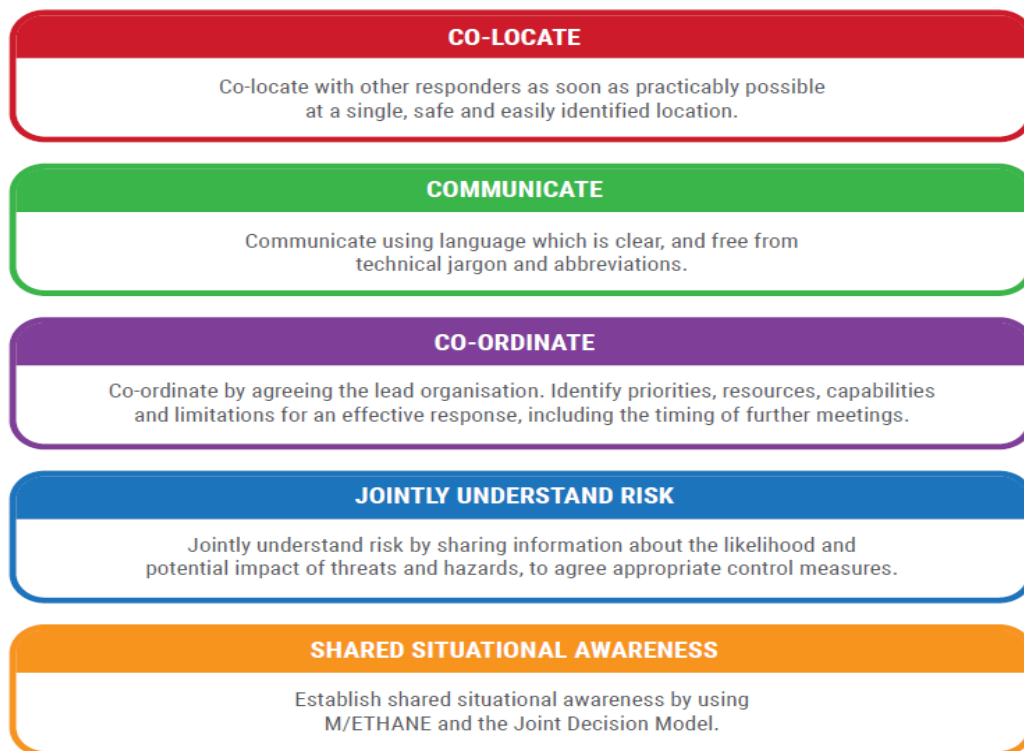 CO-LOCATE
Co-locate with other responders as soon as practicably possible
at a single, safe and easily identified location.
COMMUNICATE
Communicate using language which is clear, and free from
technical jargon and abbreviations.
CO-ORDINATE
Co-ordinate by agreeing the lead organisation. Identify priorities, resources, capabilities
and limitations for an effective response, including the timing of further meetings.
JOINTLY UNDERSTAND RISK
Jointly understand risk by sharing information about the likelihood and
potential impact of threats and hazards, to agree appropriate control measures.
SHARED SITUATIONAL AWARENESS
Establish shared situational awareness by using
M/ETHANE and the Joint Decision Model.